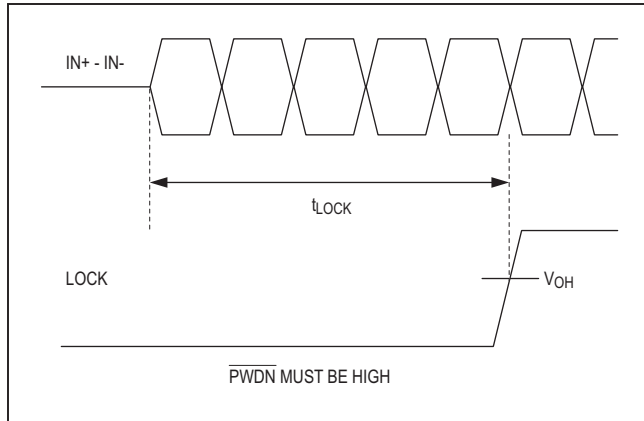 IN+ - IN-
tLOCK
LOCK
VOH
PWDN MUST BE HIGH